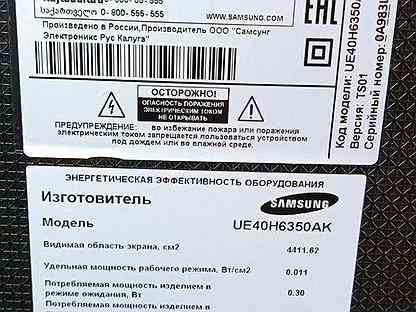 საქართველო 0-800-555-555
WWW.SAMSUNG.COM
Произведено в России, Производитель ООО "Самсунг
Электроникс Рус Калуга"
EAC
ОСТОРОЖНО!
ОПАСНОСТЬ ПОРАЖЕНИЯ
ЭЛЕКТРИЧЕСКИМ ТОКОМ
НЕ ОТКРЫВАТЬ
ПРЕДУПРЕЖДЕНИЕ: во избежание пожара или поражения
электрическим током запрещается пользоваться устройством
под дождем или во влажной среде.
Код модели: UE40H6350AK
Версия: TS01
Серийный номер: 0A983L
ЭНЕРГЕТИЧЕСКАЯ ЭФФЕКТИВНОСТЬ ОБОРУДОВАНИЯ
Изготовитель SAMSUNG
Модель UE40H6350AK
Видимая область экрана, см2 4411.62
Удельная мощность рабочего режима, Вт/см2 0.011
Потребляемая мощность изделием в
режиме ожидания, Вт 0.30
Потребляемая мощность изделием в